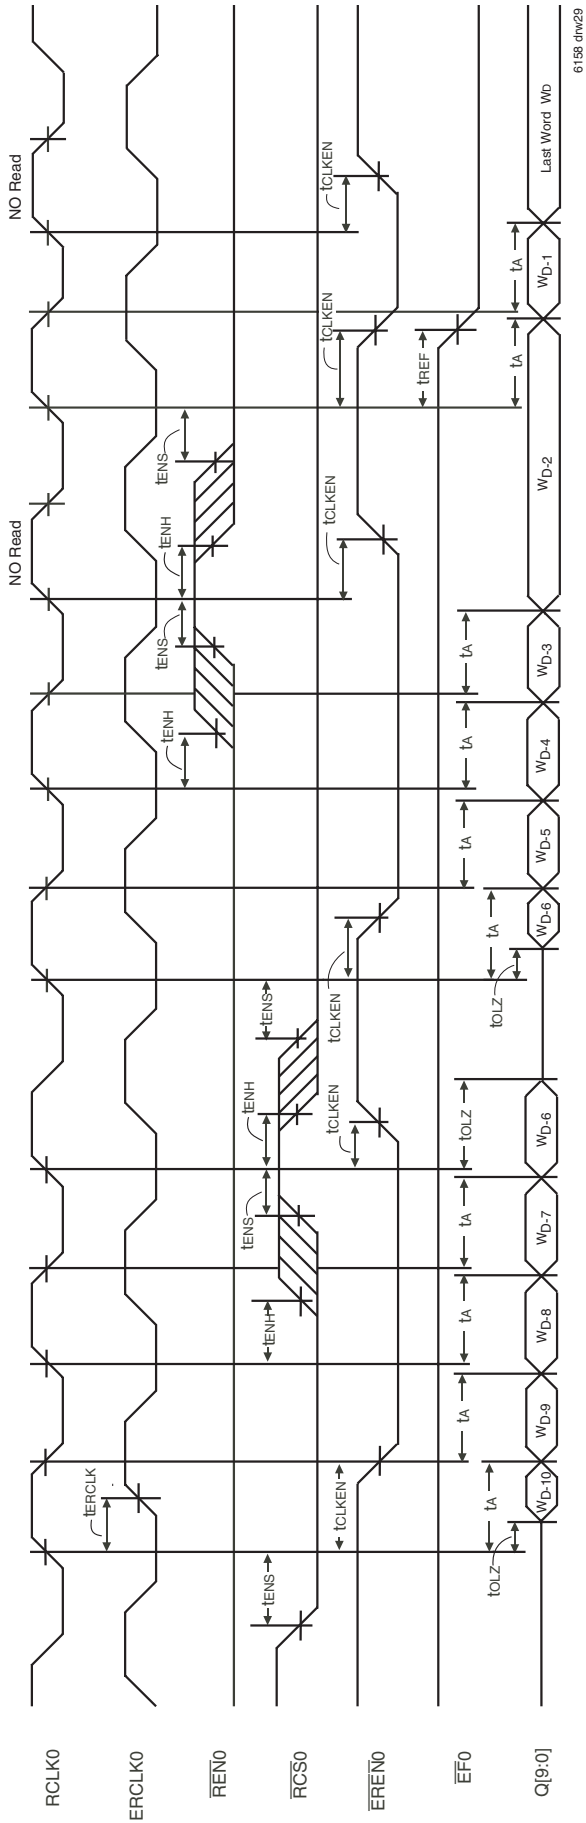 NO Read
NO Read
RCLK0
tERCLK
ERCLK0
tENH
tENS
tENH
tENS
REN0
tENS
tENH
tENS
tENH
tENS
RCS0
tCLKEN
tCLKEN
tCLKEN
tCLKEN
tCLKEN
tCLKEN
EREN0
tREF
EF0
tA
tA
tA
tOLZ
tA
tA
tA
tOLZ
tA
tOLZ
tA
tA
tA
Q[9:0]
WD-10
WD-9
WD-8
WD-7
WD-6
WD-6
WD-5
WD-4
WD-3
WD-2
WD-1
Last Word WD
6158 drw29